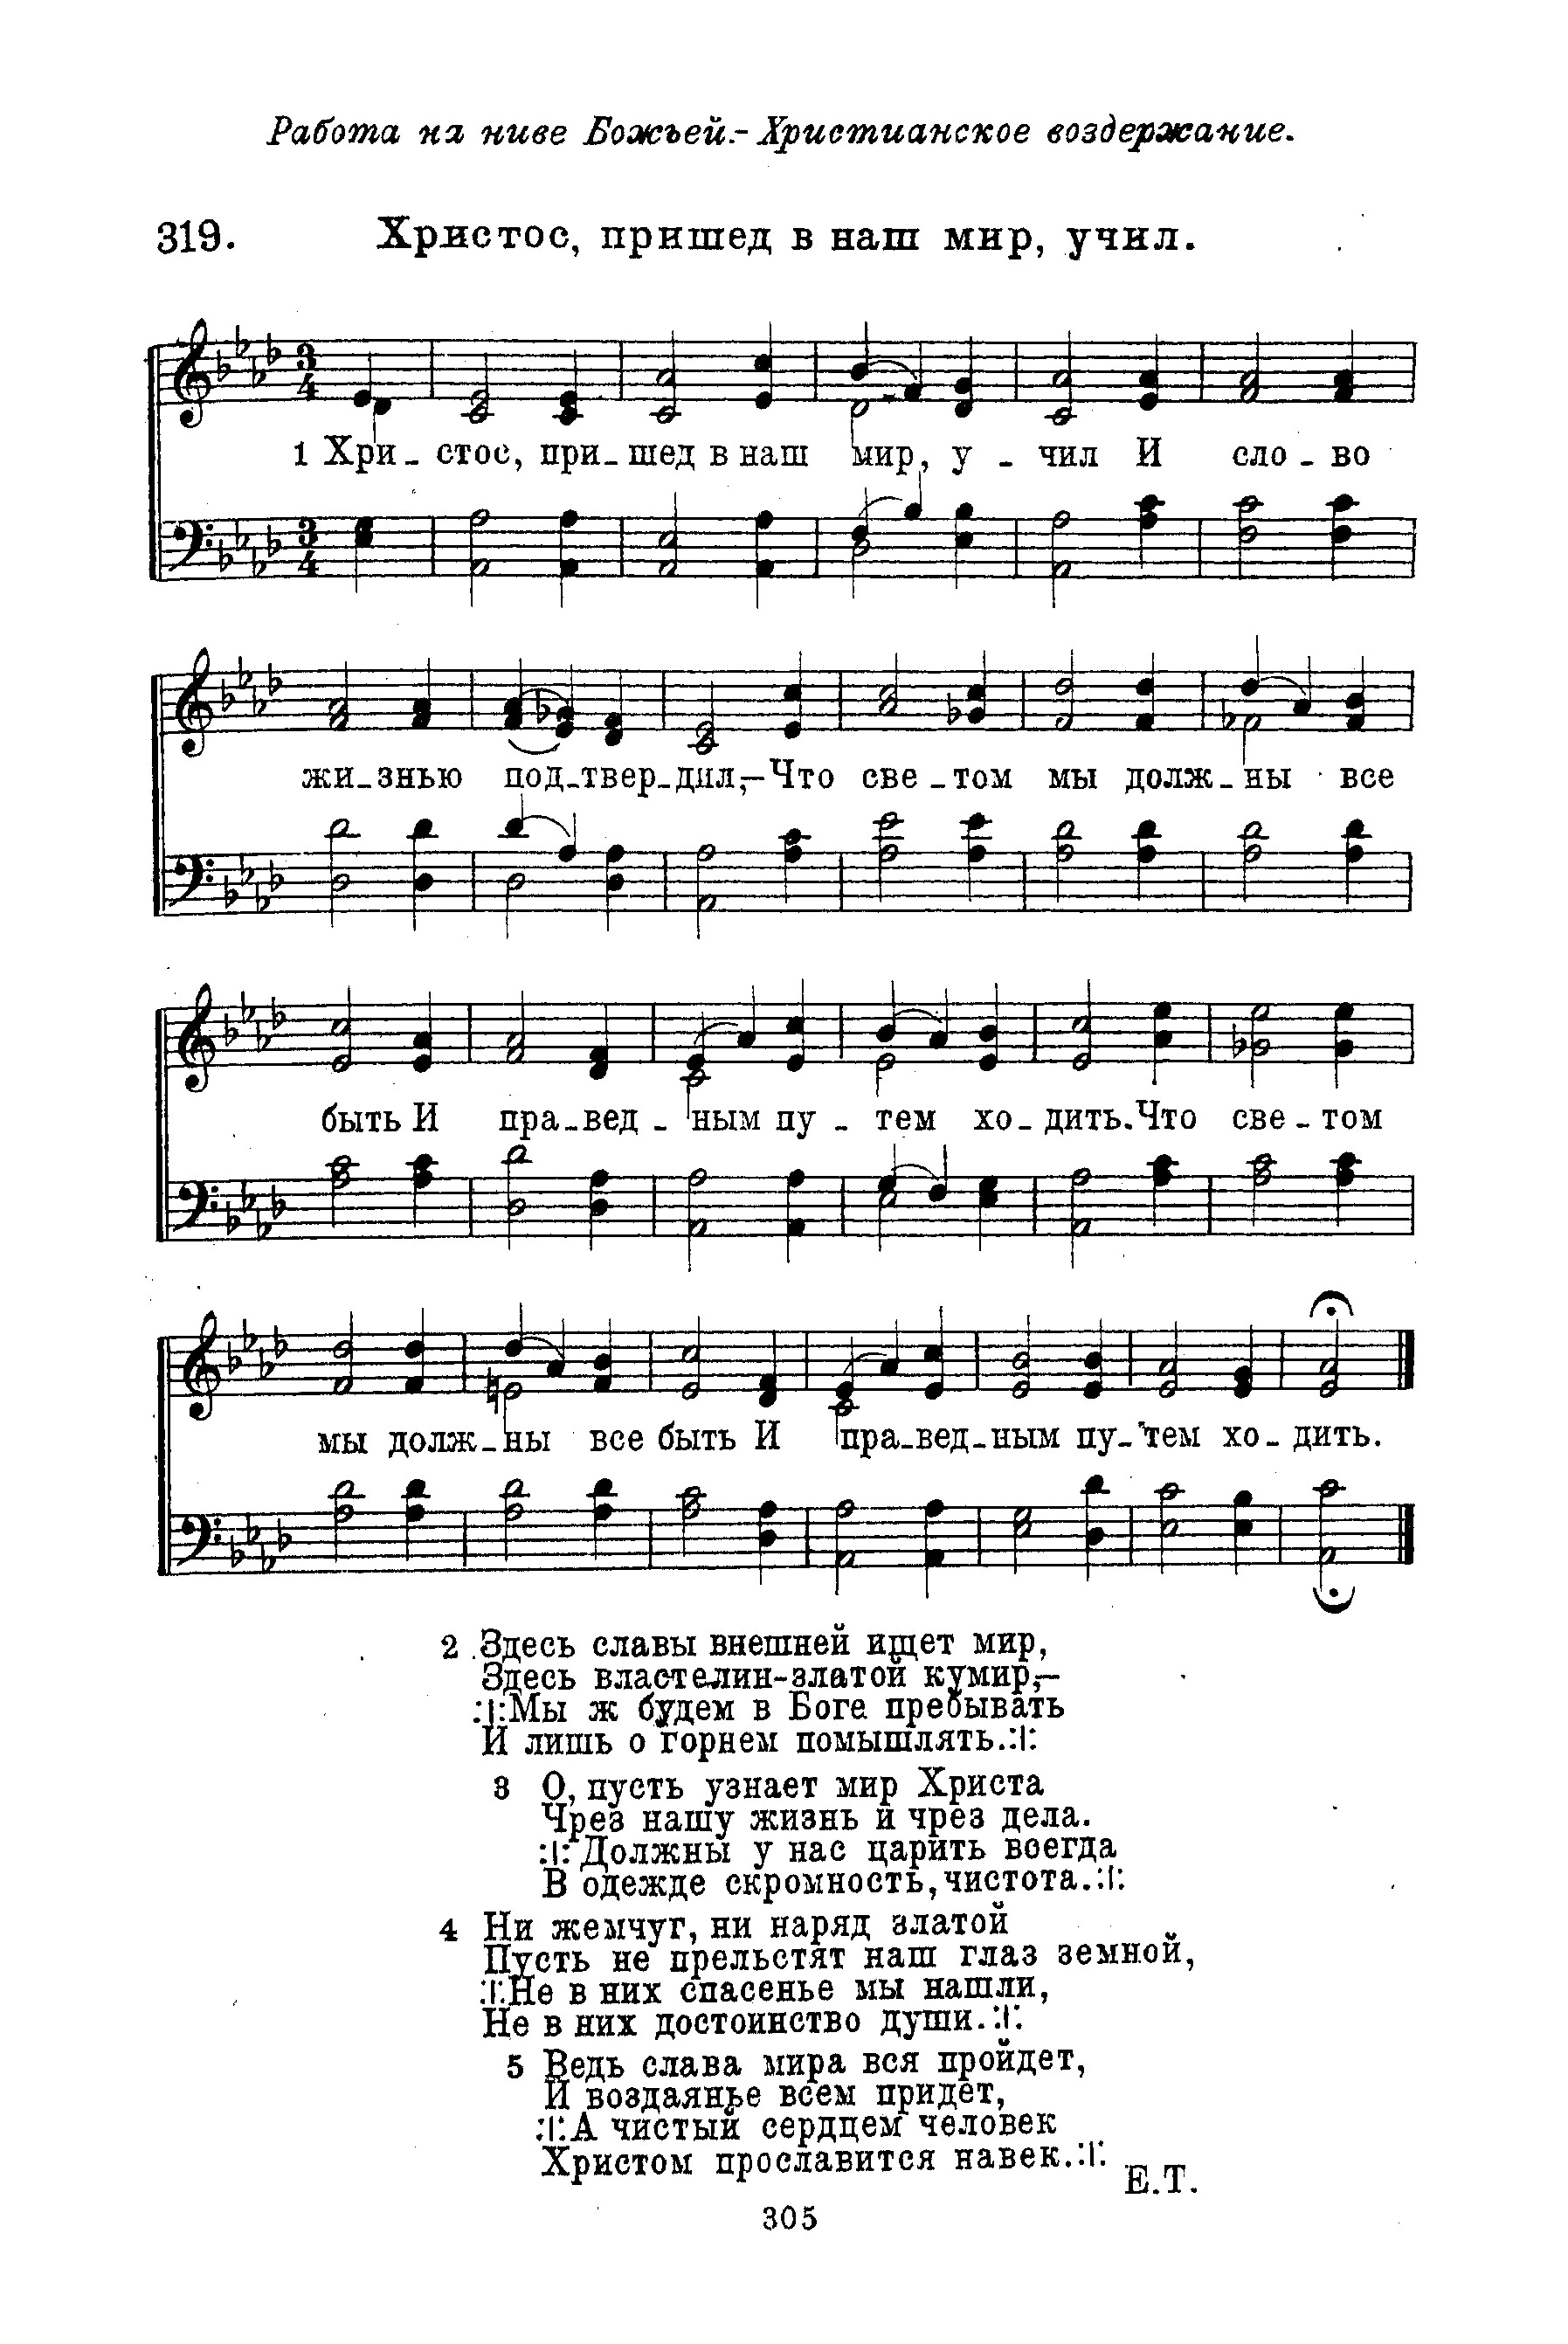 Работа на ниве Божьей.- Христианское воздержание.
319. Христос, пришед в наш мир, учил.
1 Хри - стос, при - шед в наш мир, у - чил И сло - во
жи - знью под - твер - дил, – Что све - том мы долж - ны все
быть И пра - вед - ным пу - тем хо - дить. Что све - том
мы долж - ны все быть И пра - вед - ным пу - тем хо - дить.
2 Здесь славы внешней ищет мир,
Здесь властелин-златой кумир,–
:|:Мы ж будем в Боге пребывать
И лишь о горнем помышлять.:|:
3 О, пусть узнает мир Христа
Чрез нашу жизнь и чрез дела.
:|: Должны у нас царить всегда
В одежде скромность, чистота.:|:
4 Ни жемчуг, ни наряд златой
Пусть не прельстят наш глаз земной,
:|:Не в них спасенье мы нашли,
Не в них достоинство души.:|:
5 Ведь слава мира вся пройдет,
И воздаянье всем придет,
:|:А чистый сердцем человек
Христом прославится навек.:|:
Е.Т.
305